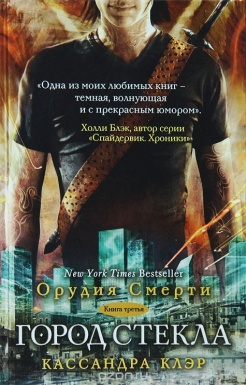 «Одна из моих любимых книг –
темная, волнующая
и с прекрасным юмором».
Холли Блэк, автор серии
«Спайдервик. Хроники»
New York Times Bestseller
Орудия Смерти
Книга третья
ГОРОД СТЕКЛА
КАССАНДРА КЛЭР